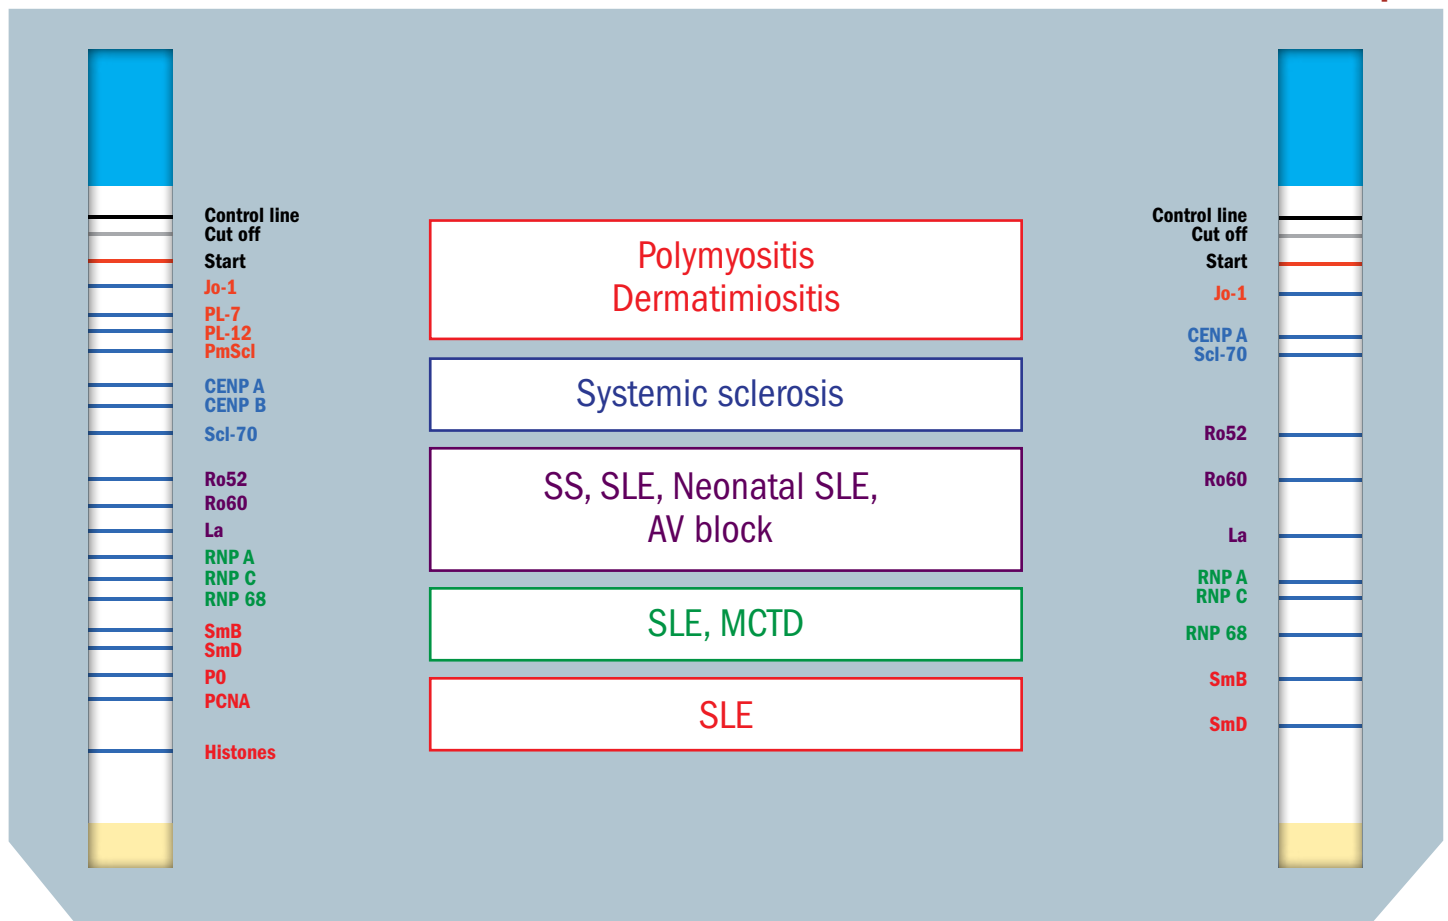 Control line
Cut off
Start
Jo-1
PL-7
PL-12
PmScl
CENP A
CENP B
Scl-70
Ro52
Ro60
La
RNP A
RNP C
RNP 68
SmB
SmD
PO
PCNA
Histones
Polymyositis
Dermatimiositis
Systemic sclerosis
SS, SLE, Neonatal SLE,
AV block
SLE, MCTD
SLE
Control line
Cut off
Start
Jo-1
CENP A
Scl-70
Ro52
Ro60
La
RNP A
RNP C
RNP 68
SmB
SmD